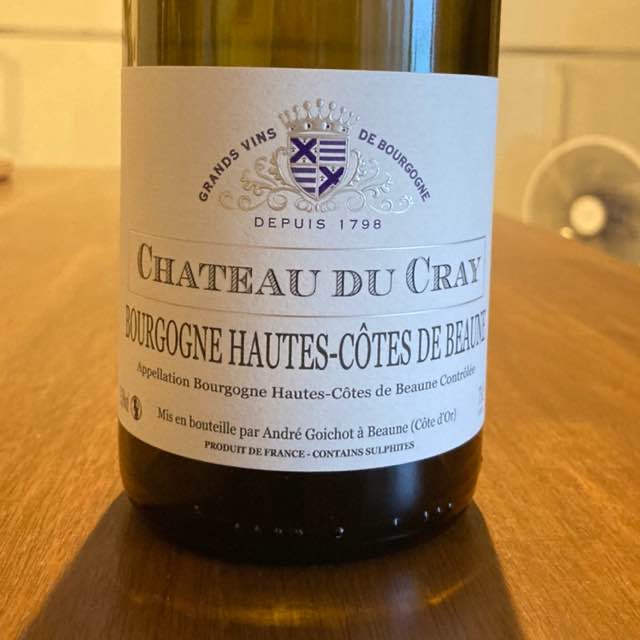 GRANDS VINS DE BOURGOGNE
DEPUIS 1798
CHATEAU DU CRAY
BOURGOGNE HAUTES-CÔTES DE BEAUNE
Appellation Bourgogne Hautes-Côtes de Beaune Contrôlée
Mis en bouteille par André Goichot à Beaune (Côte d'Or)
PRODUIT DE FRANCE - CONTAINS SULPHITES